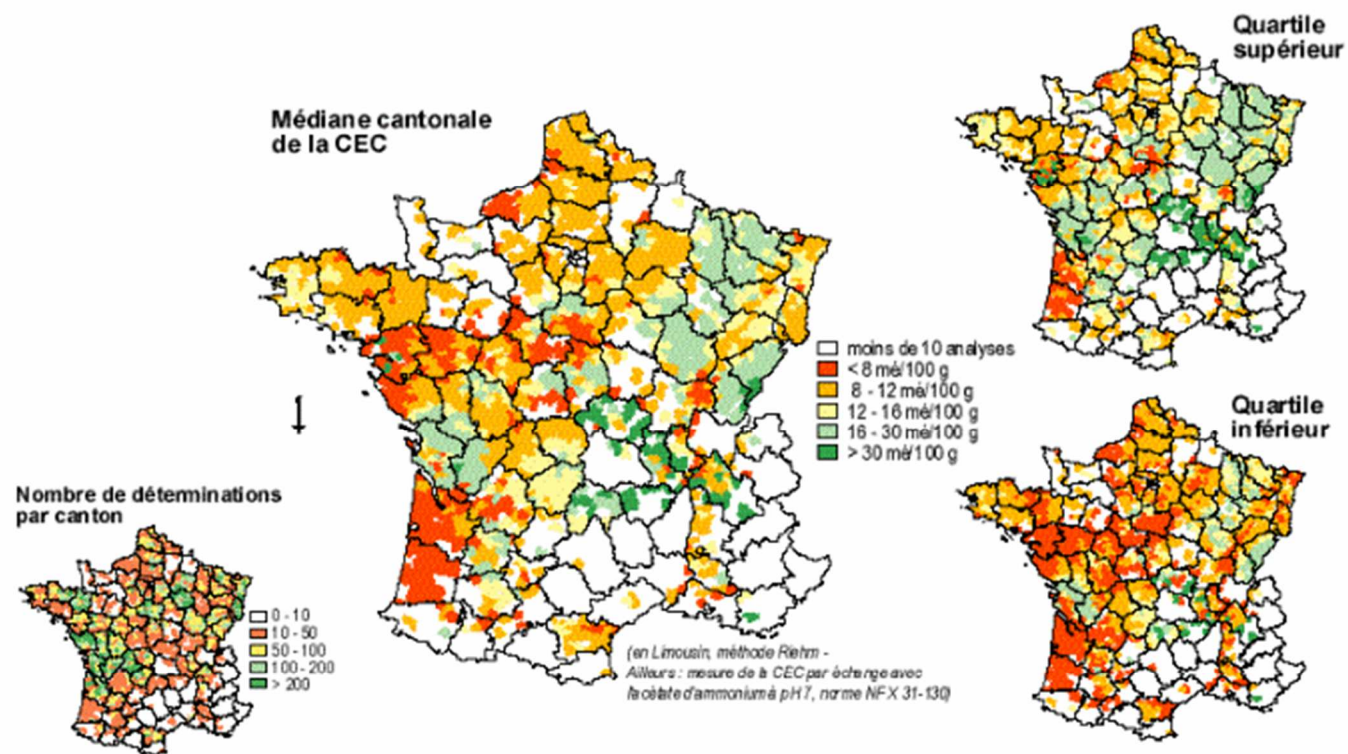 Quartile
supérieur
Médiane cantonale
de la CEC
moins de 10 analyses
< 8 mé/100 g
8 - 12 mé/100 g
12 - 16 mé/100 g
16 - 30 mé/100 g
> 30 mé/100 g
Quartile
inférieur
Nombre de déterminations
par canton
0 - 10
10 - 50
50 - 100
100 - 200
> 200
(en Limousin, méthode Riehm -
Ailleurs : mesure de la CEC par échange avec
l'acétate d'ammonium à pH 7, norme NFX 31-130)